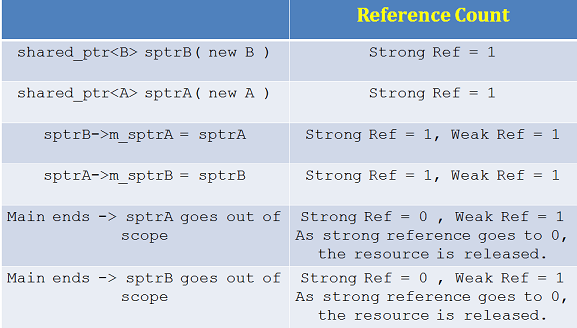 Reference Count
shared_ptr<B> sptrB( new B )
Strong Ref = 1
shared_ptr<A> sptrA( new A )
Strong Ref = 1
sptrB->m_sptrA = sptrA
Strong Ref = 1, Weak Ref = 1
sptrA->m_sptrB = sptrB
Strong Ref = 1, Weak Ref = 1
Main ends -> sptrA goes out of
scope
Strong Ref = 0 , Weak Ref = 1
As strong reference goes to 0,
the resource is released.
Main ends -> sptrB goes out of
scope
Strong Ref = 0 , Weak Ref = 1
As strong reference goes to 0,
the resource is released.